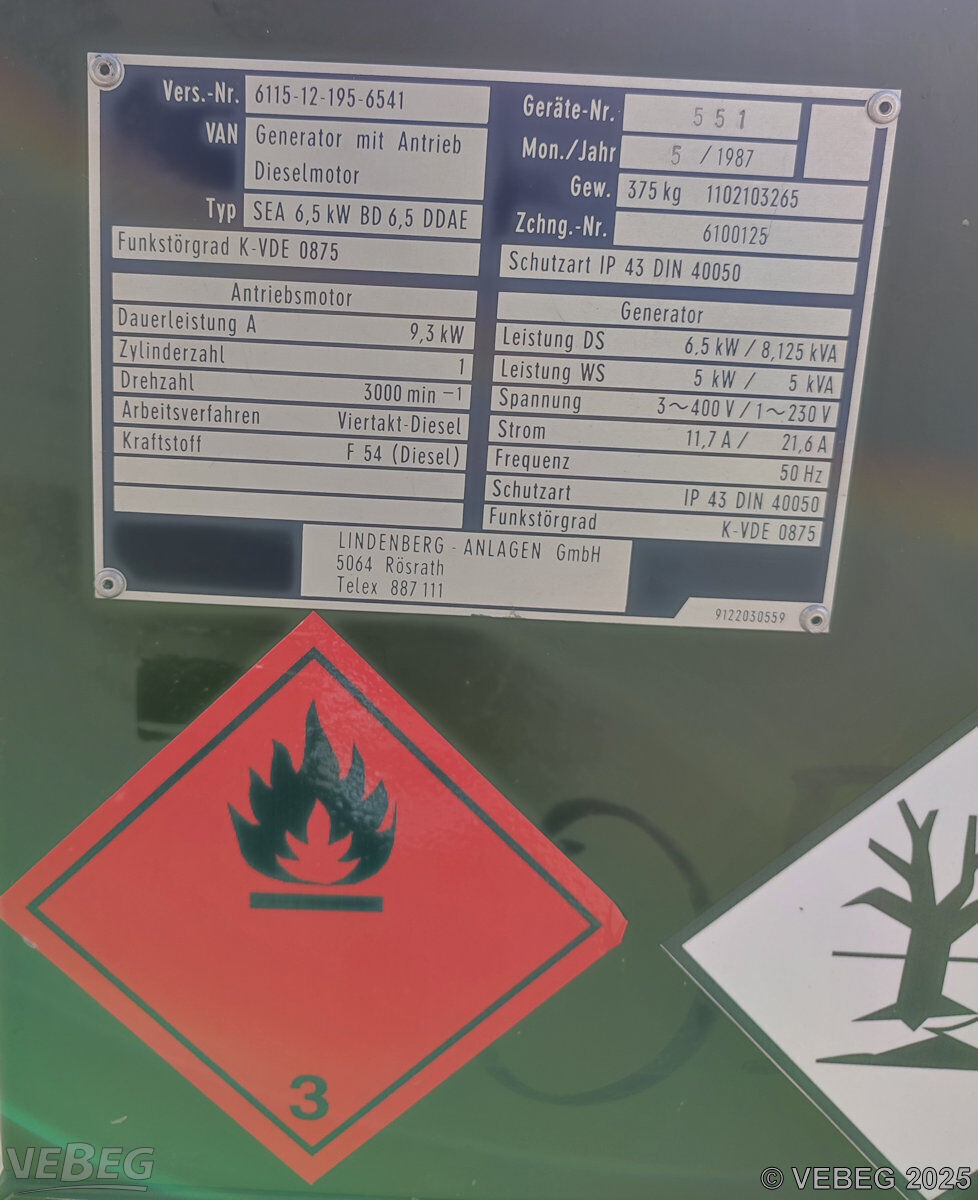 Vers.-Nr. 6115-12-195-6541
VAN Generator mit Antrieb
Dieselmotor
Typ SEA 6,5 kW BD 6,5 DDAE
Funkstörgrad K-VDE 0875
Geräte-Nr. 551
Mon./Jahr 5 / 1987
Gew. 375 kg 1102103265
Zchng.-Nr. 6100125
Schutzart IP 43 DIN 40050
Antriebsmotor
Dauerleistung A 9,3 kW
Zylinderzahl 1
Drehzahl 3000 min -1
Arbeitsverfahren Viertakt-Diesel
Kraftstoff F 54 (Diesel)
Generator
Leistung DS 6,5 kW / 8,125 kVA
Leistung WS 5 kW / 5 kVA
Spannung 3~400 V / 1~230 V
Strom 11,7 A / 21,6 A
Frequenz 50 Hz
Schutzart IP 43 DIN 40050
Funkstörgrad K-VDE 0875
LINDENBERG - ANLAGEN GmbH
5064 Rösrath
Telex 887 111
9122030559
3
VEBEG
© VEBEG 2025